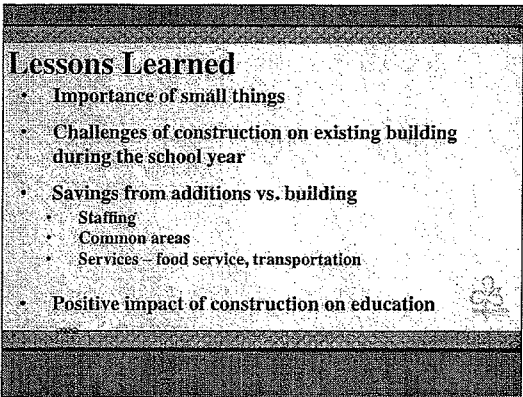 Lessons Learned
• Importance of small things
• Challenges of construction on existing building
during the school year
• Savings from additions vs. building
• Staffing
• Common areas
• Services – food service, transportation
• Positive impact of construction on education